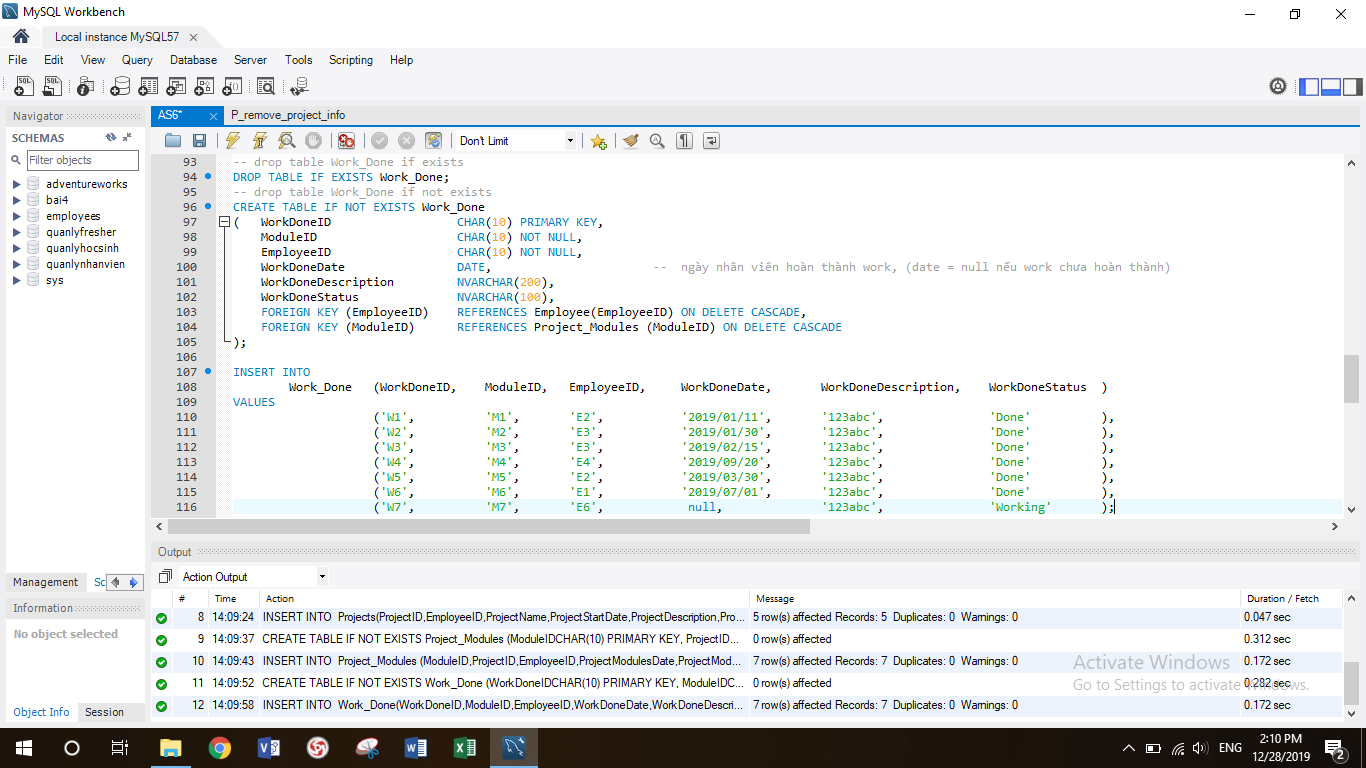 MySQL Workbench
Local instance MySQL57
File Edit View Query Database Server Tools Scripting Help
Navigator
SCHEMAS
Filter objects
adventureworks
bai4
employees
quanlyfresher
quanlyhocsinh
quanlynhanvien
sys
Management Sc
Information
No object selected
Object Info Session
AS6* P_remove_project_info
Don't Limit
93 -- drop table Work_Done if exists
94 DROP TABLE IF EXISTS Work_Done;
95 -- drop table Work_Done if not exists
96 CREATE TABLE IF NOT EXISTS Work_Done
97 ( WorkDoneID CHAR(10) PRIMARY KEY,
98 ModuleID CHAR(10) NOT NULL,
99 EmployeeID CHAR(10) NOT NULL,
100 WorkDoneDate DATE, -- ngày nhân viên hoàn thành work, (date = null nếu work chưa hoàn thành)
101 WorkDoneDescription NVARCHAR(200),
102 WorkDoneStatus NVARCHAR(100),
103 FOREIGN KEY (EmployeeID) REFERENCES Employee(EmployeeID) ON DELETE CASCADE,
104 FOREIGN KEY (ModuleID) REFERENCES Project_Modules (ModuleID) ON DELETE CASCADE
105 );
106
107 INSERT INTO
108 Work_Done (WorkDoneID, ModuleID, EmployeeID, WorkDoneDate, WorkDoneDescription, WorkDoneStatus )
109 VALUES
110 ('W1', 'M1', 'E2', '2019/01/11', '123abc', 'Done' ),
111 ('W2', 'M2', 'E3', '2019/01/30', '123abc', 'Done' ),
112 ('W3', 'M3', 'E3', '2019/02/15', '123abc', 'Done' ),
113 ('W4', 'M4', 'E4', '2019/09/20', '123abc', 'Done' ),
114 ('W5', 'M5', 'E2', '2019/03/30', '123abc', 'Done' ),
115 ('W6', 'M6', 'E1', '2019/07/01', '123abc', 'Done' ),
116 ('W7', 'M7', 'E6', null, '123abc', 'Working' );
Output
Action Output
# Time Action Message Duration / Fetch
8 14:09:24 INSERT INTO Projects(ProjectID,EmployeeID,ProjectName,ProjectStartDate,ProjectDescription,Pro... 5 row(s) affected Records: 5 Duplicates: 0 Warnings: 0 0.047 sec
9 14:09:37 CREATE TABLE IF NOT EXISTS Project_Modules (ModuleIDCHAR(10) PRIMARY KEY, ProjectID... 0 row(s) affected 0.312 sec
10 14:09:43 INSERT INTO Project_Modules (ModuleID,ProjectID,EmployeeID,ProjectModulesDate,ProjectMod... 7 row(s) affected Records: 7 Duplicates: 0 Warnings: 0 0.172 sec
11 14:09:52 CREATE TABLE IF NOT EXISTS Work_Done (WorkDoneIDCHAR(10) PRIMARY KEY, ModuleIDC... 0 row(s) affected 0.282 sec
12 14:09:58 INSERT INTO Work_Done(WorkDoneID,ModuleID,EmployeeID,WorkDoneDate,WorkDoneDescri... 7 row(s) affected Records: 7 Duplicates: 0 Warnings: 0 0.172 sec
Activate Windows
Go to Settings to activate Windows.
ENG
2:10 PM
12/28/2019
2